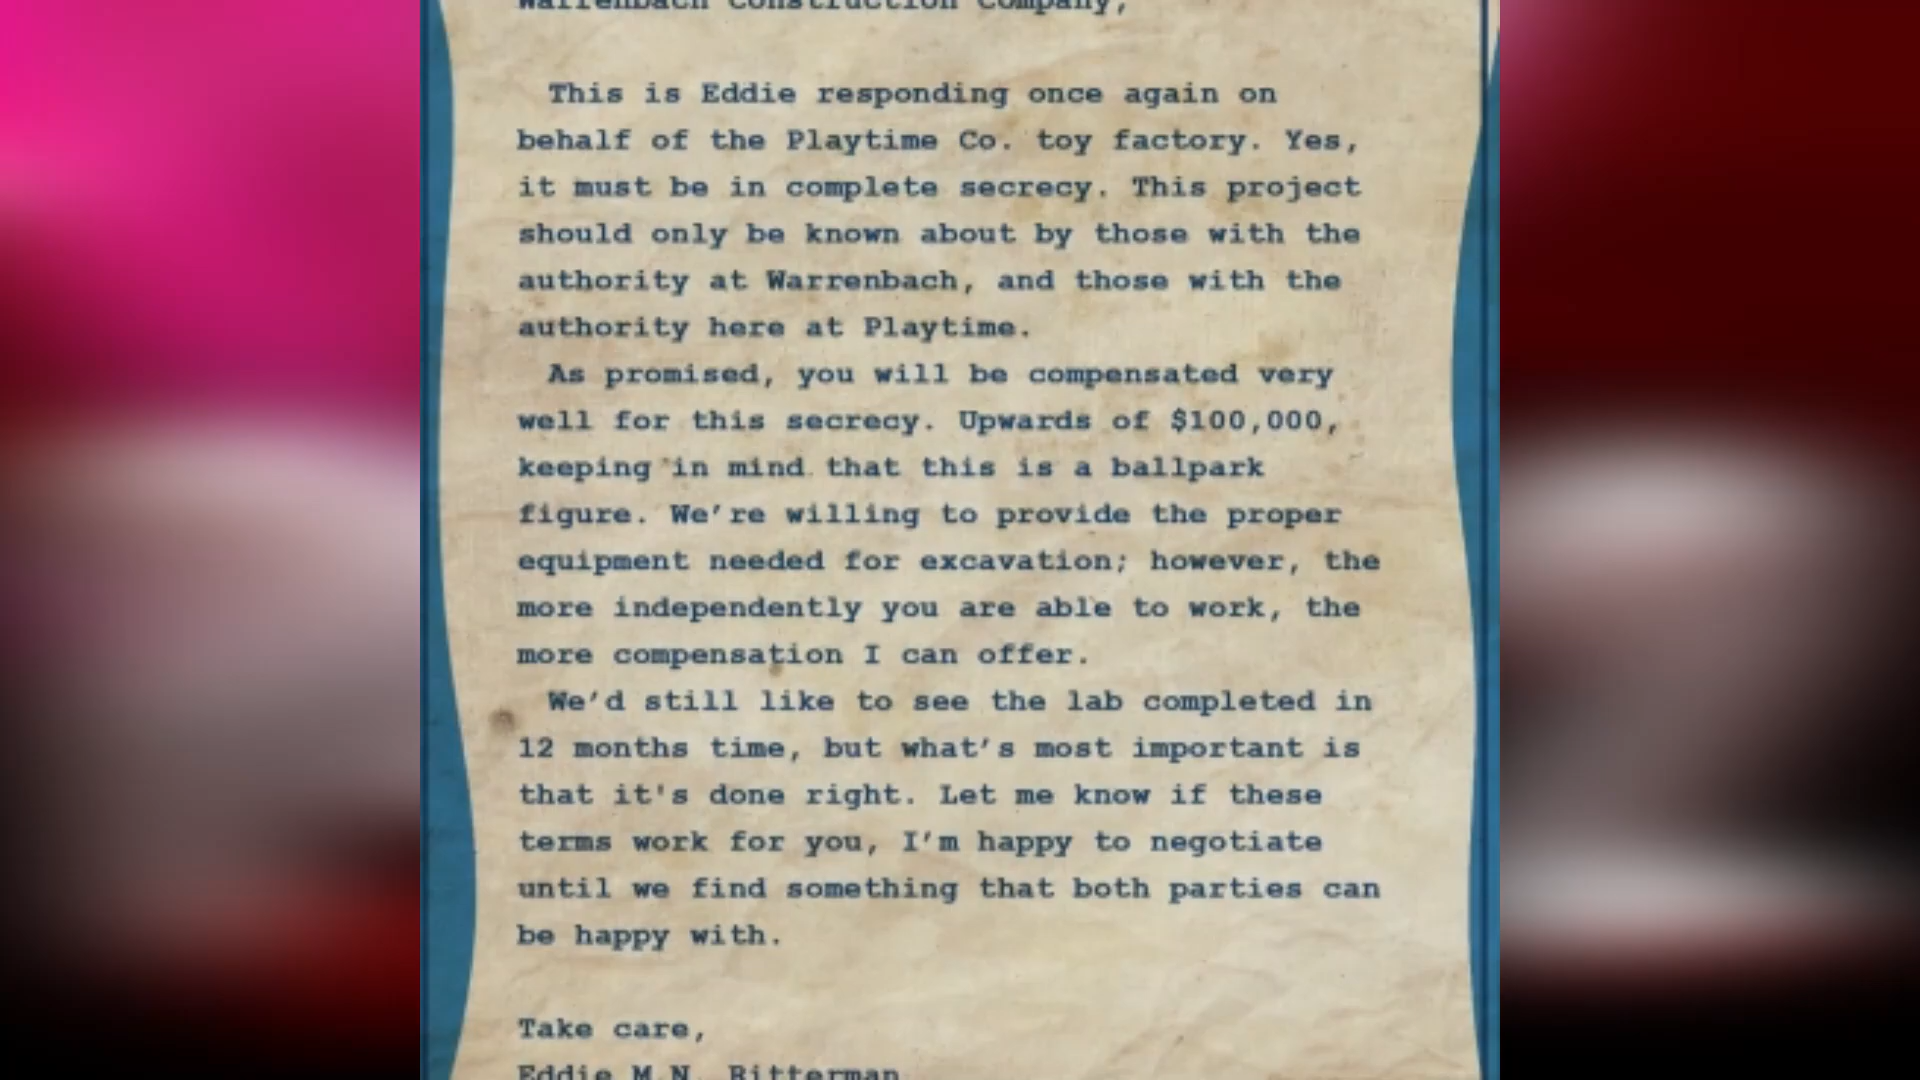 Warrenbach Construction Company,
This is Eddie responding once again on
behalf of the Playtime Co. toy factory. Yes,
it must be in complete secrecy. This project
should only be known about by those with the
authority at Warrenbach, and those with the
authority here at Playtime.
As promised, you will be compensated very
well for this secrecy. Upwards of $100,000,
keeping in mind that this is a ballpark
figure. We’re willing to provide the proper
equipment needed for excavation; however, the
more independently you are able to work, the
more compensation I can offer.
We’d still like to see the lab completed in
12 months time, but what’s most important is
that it's done right. Let me know if these
terms work for you, I’m happy to negotiate
until we find something that both parties can
be happy with.
Take care,
Eddie M.N. Ritterman